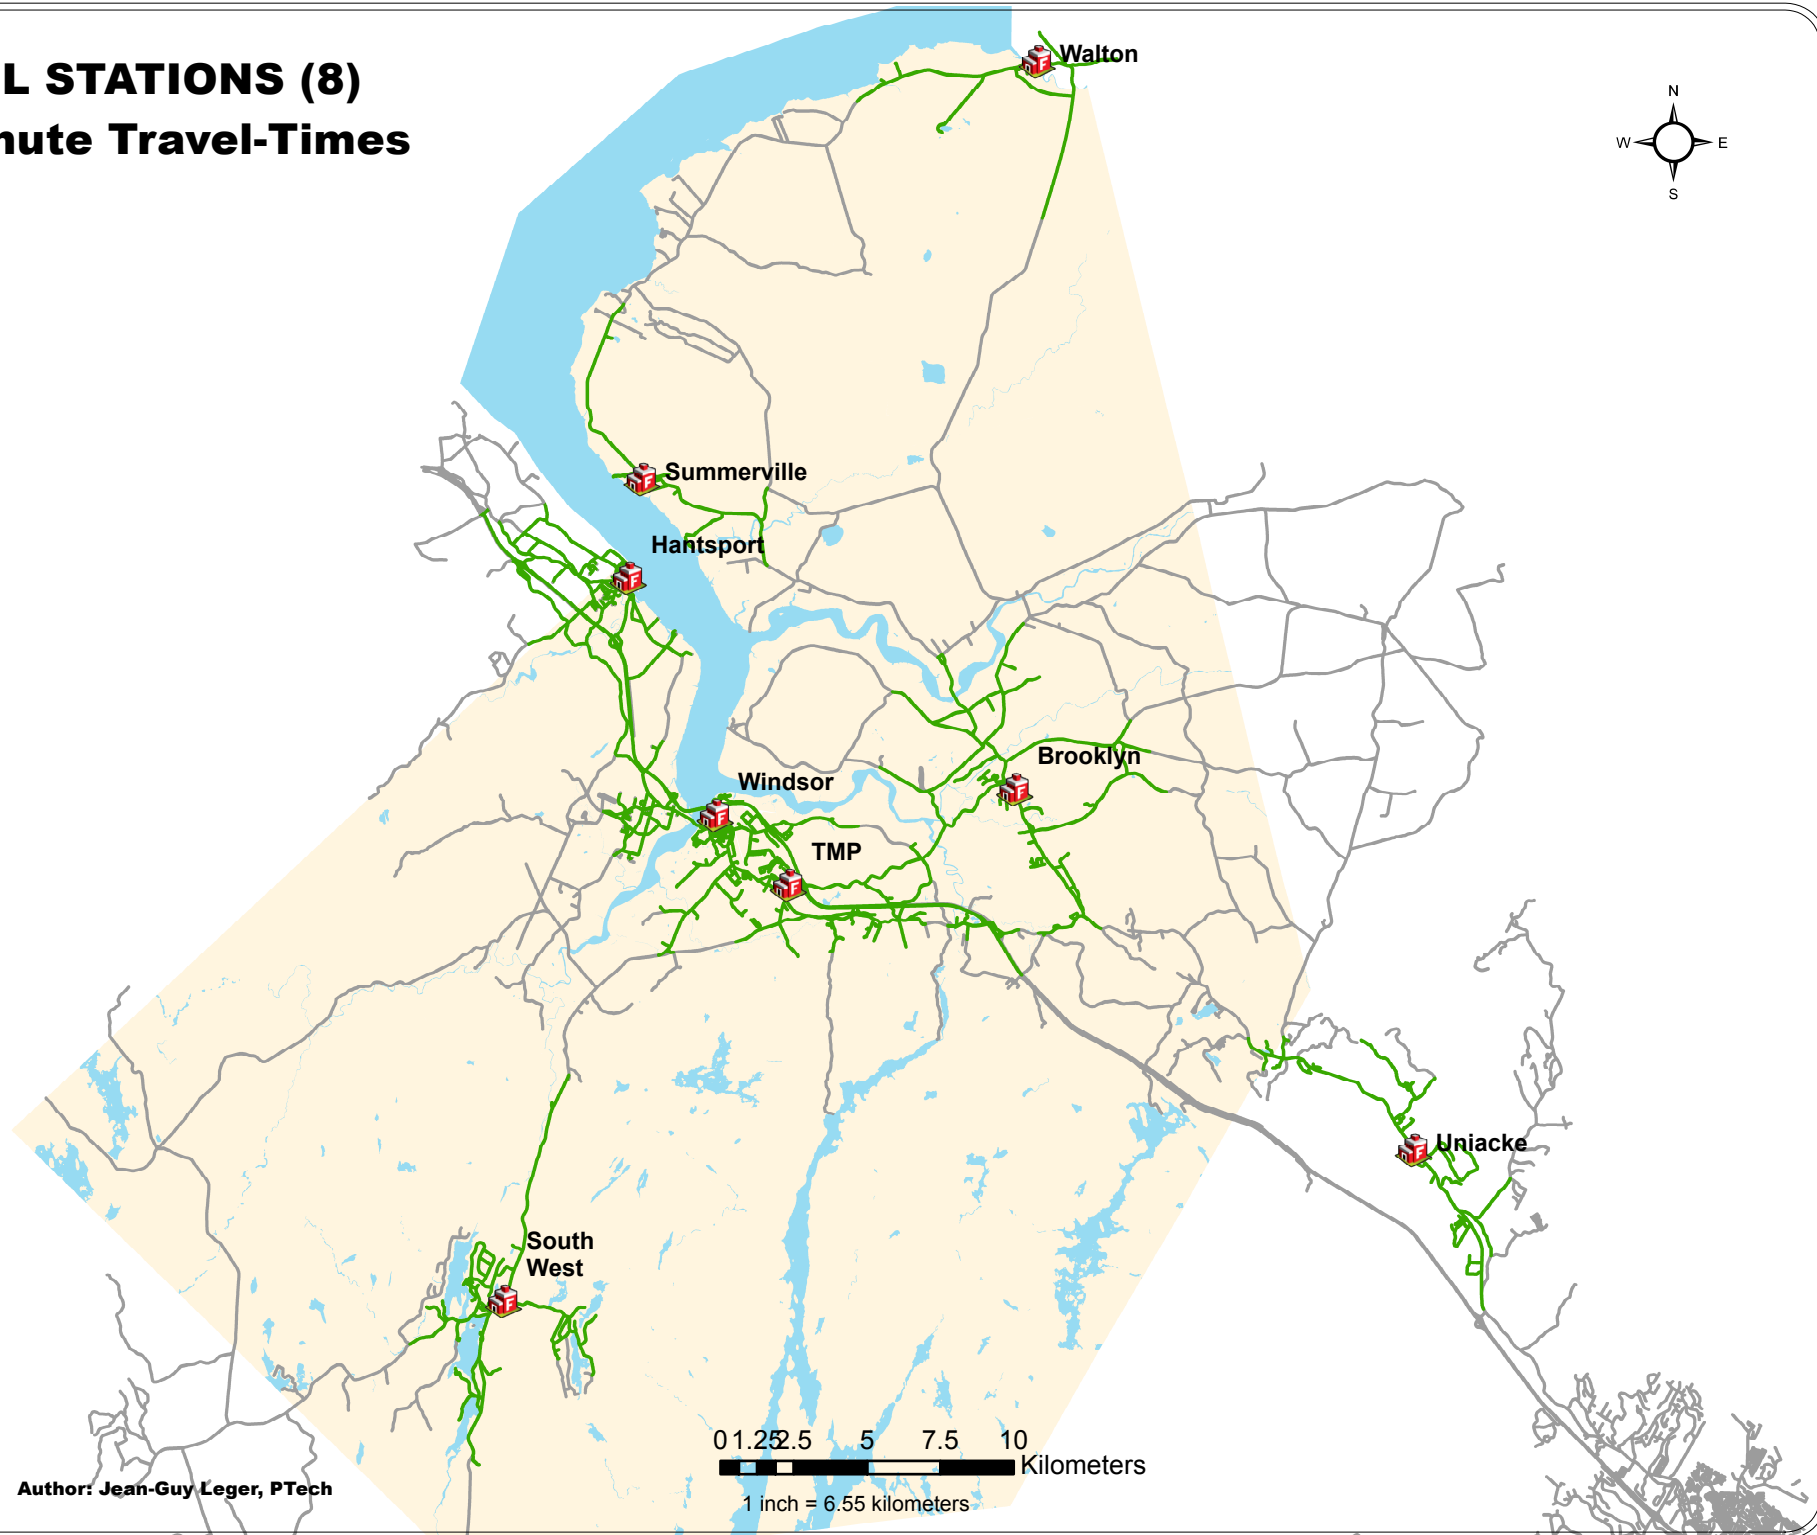 L STATIONS (8)
nute Travel-Times
Walton
N
W E
S
Summerville
Hantsport
Brooklyn
Windsor
TMP
Uniacke
South
West
0 1.25 2.5 5 7.5 10
Kilometers
1 inch = 6.55 kilometers
Author: Jean-Guy Leger, PTech